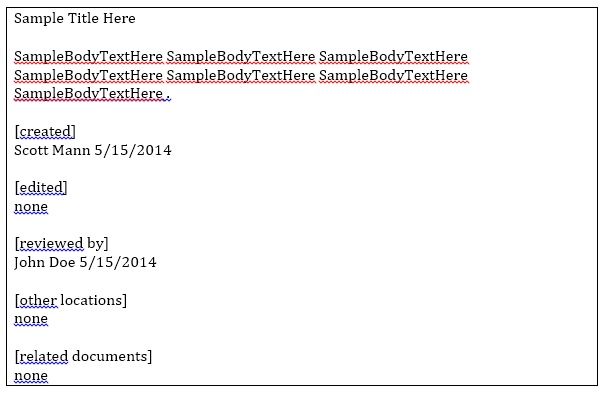 Sample Title Here
SampleBodyTextHere SampleBodyTextHere SampleBodyTextHere
SampleBodyTextHere SampleBodyTextHere SampleBodyTextHere
SampleBodyTextHere .
[created]
Scott Mann 5/15/2014
[edited]
none
[reviewed by]
John Doe 5/15/2014
[other locations]
none
[related documents]
none